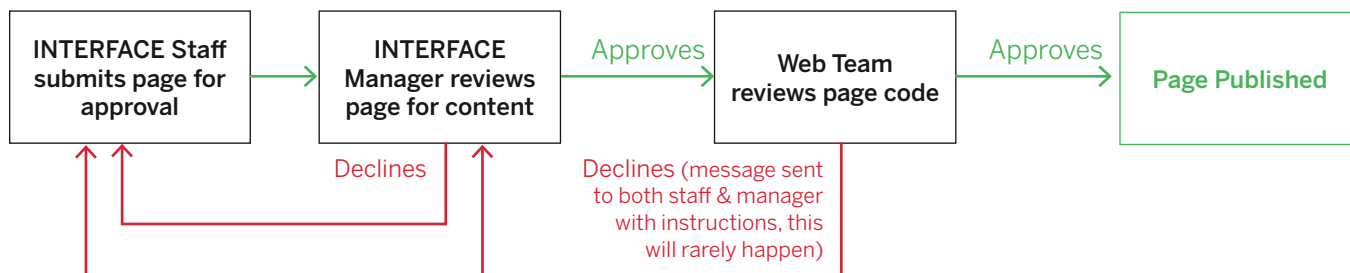 INTERFACE Staff
submits page for
approval
INTERFACE
Manager reviews
page for content
Approves
Web Team
reviews page code
Approves
Page Published
Declines
Declines (message sent
to both staff & manager
with instructions, this
will rarely happen)